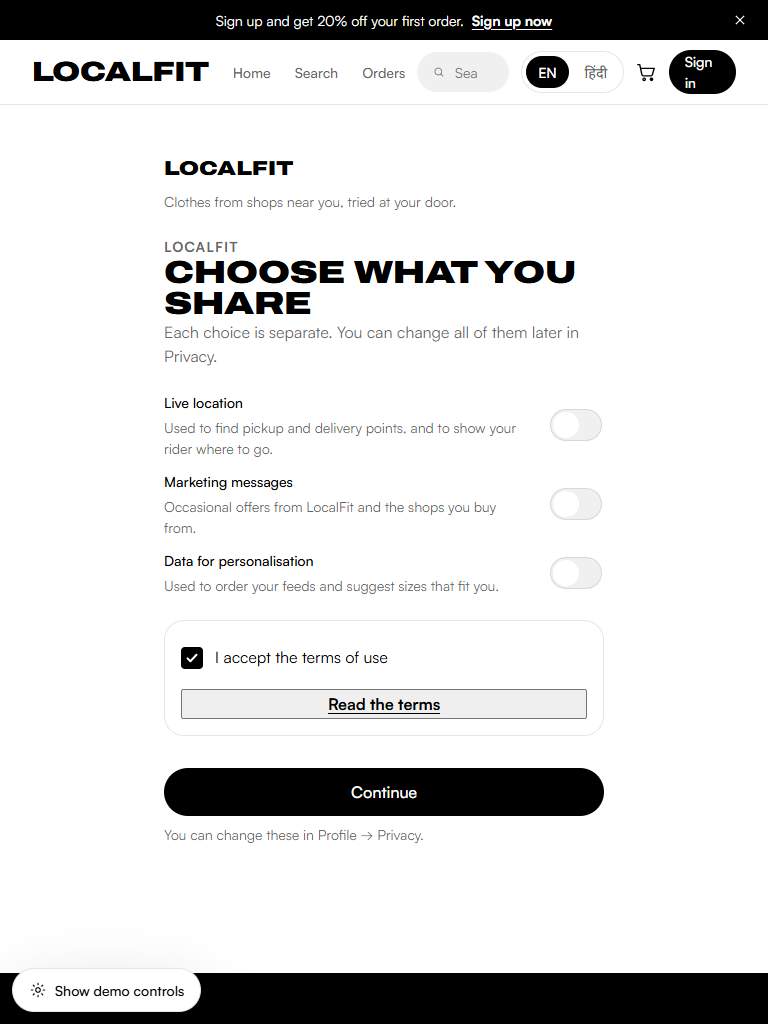 Sign up and get 20% off your first order. Sign up now
LOCALFIT
Home
Search
Orders
Sea
EN
हिंदी
Sign
in
LOCALFIT
Clothes from shops near you, tried at your door.
LOCALFIT
CHOOSE WHAT YOU
SHARE
Each choice is separate. You can change all of them later in
Privacy.
Live location
Used to find pickup and delivery points, and to show your
rider where to go.
Marketing messages
Occasional offers from LocalFit and the shops you buy
from.
Data for personalisation
Used to order your feeds and suggest sizes that fit you.
I accept the terms of use
Read the terms
Continue
You can change these in Profile → Privacy.
Show demo controls